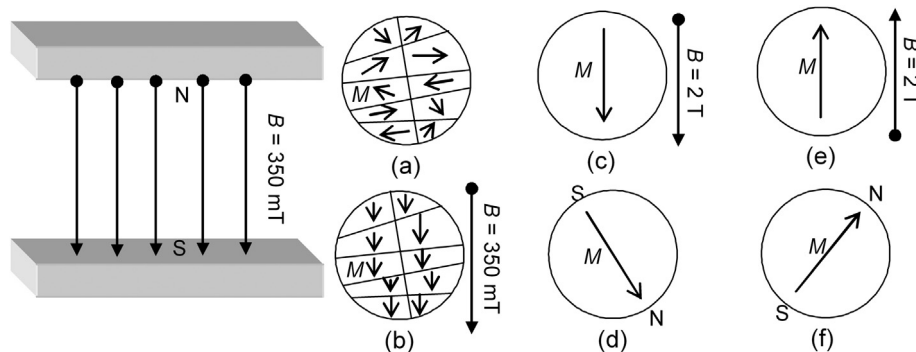 N
S
B = 350 mT
M
(a)
M
B = 350 mT
(b)
M
B = 2 T
(c)
S
M
N
(d)
M
B = 2 T
(e)
N
M
S
(f)